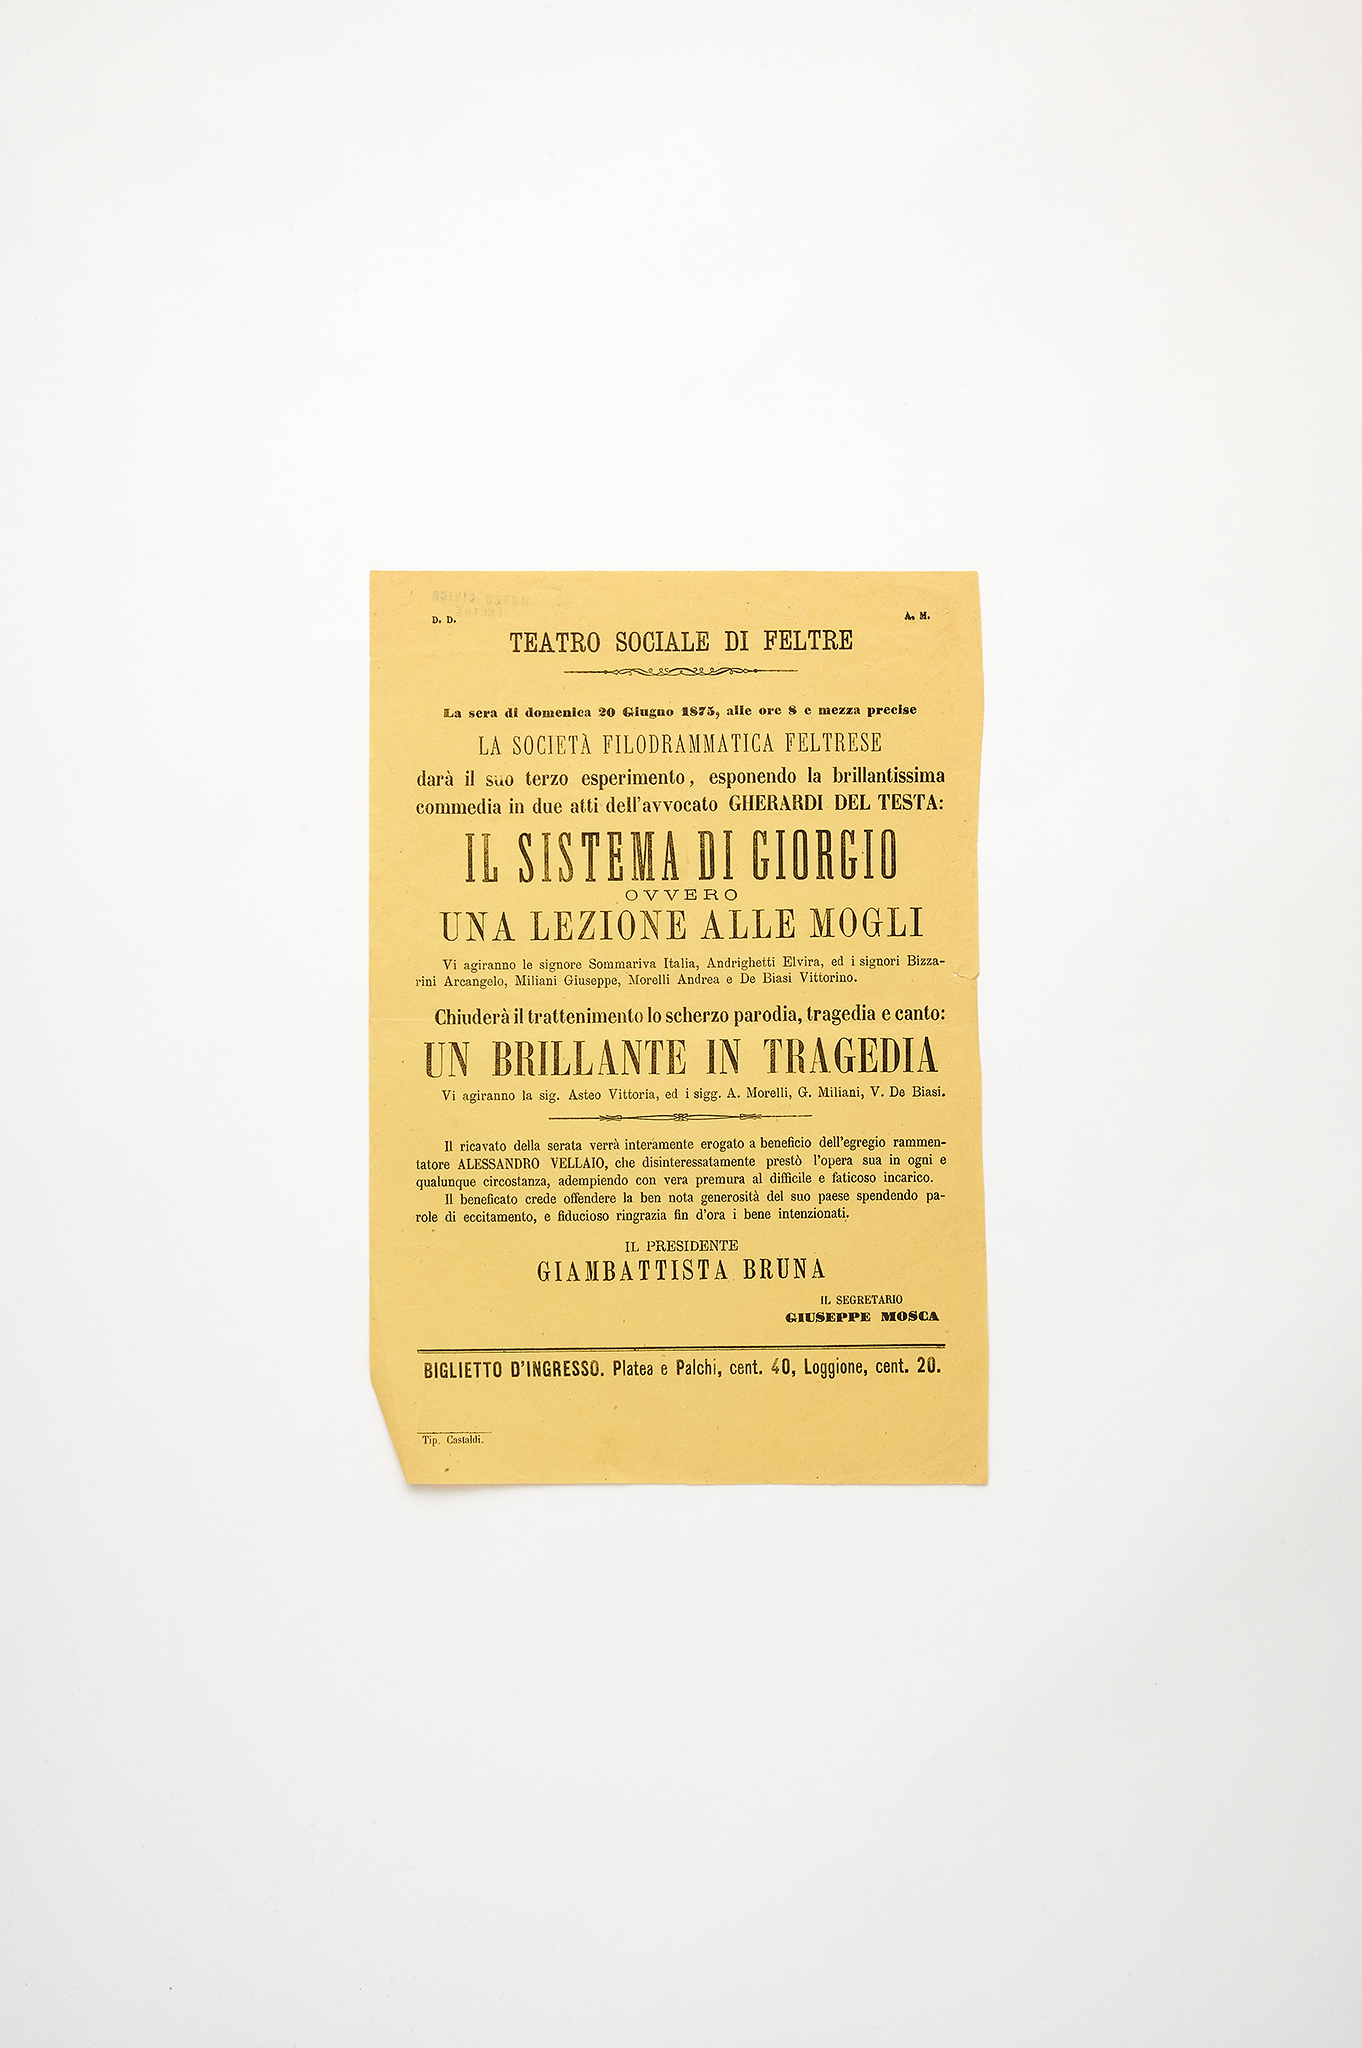 MUSEO CIVICO
FELTRE
D. D.
A. M.
TEATRO SOCIALE DI FELTRE
La sera di domenica 20 Giugno 1875, alle ore 8 e mezza precise
LA SOCIETÀ FILODRAMMATICA FELTRESE
darà il suo terzo esperimento, esponendo la brillantissima
commedia in due atti dell'avvocato GHERARDI DEL TESTA:
IL SISTEMA DI GIORGIO
OVVERO
UNA LEZIONE ALLE MOGLI
Vi agiranno le signore Sommariva Italia, Andrighetti Elvira, ed i signori Bizza-
rini Arcangelo, Miliani Giuseppe, Morelli Andrea e De Biasi Vittorino.
Chiuderà il trattenimento lo scherzo parodia, tragedia e canto:
UN BRILLANTE IN TRAGEDIA
Vi agiranno la sig. Asteo Vittoria, ed i sigg. A. Morelli, G. Miliani, V. De Biasi.
Il ricavato della serata verrà interamente erogato a beneficio dell'egregio rammen-
tatore ALESSANDRO VELLAIO, che disinteressatamente prestò l'opera sua in ogni e
qualunque circostanza, adempiendo con vera premura al difficile e faticoso incarico.
Il beneficato crede offendere la ben nota generosità del suo paese spendendo pa-
role di eccitamento, e fiducioso ringrazia fin d'ora i bene intenzionati.
IL PRESIDENTE
GIAMBATTISTA BRUNA
IL SEGRETARIO
GIUSEPPE MOSCA
BIGLIETTO D'INGRESSO. Platea e Palchi, cent. 40, Loggione, cent. 20.
Tip. Castaldi.